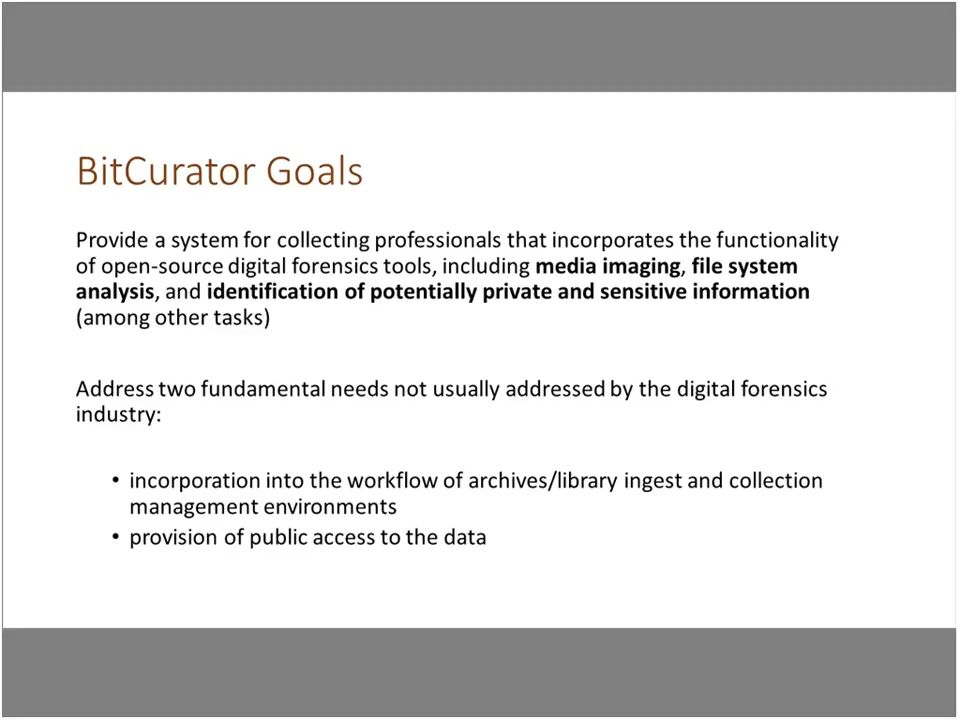 BitCurator Goals
Provide a system for collecting professionals that incorporates the functionality
of open-source digital forensics tools, including media imaging, file system
analysis, and identification of potentially private and sensitive information
(among other tasks)
Address two fundamental needs not usually addressed by the digital forensics
industry:
• incorporation into the workflow of archives/library ingest and collection
management environments
• provision of public access to the data